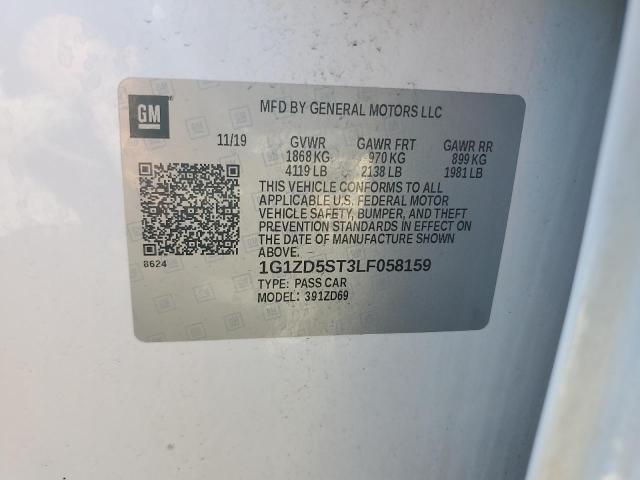 GM
MFD BY GENERAL MOTORS LLC
11/19 GVWR GAWR FRT GAWR RR
1868 KG 970 KG 899 KG
4119 LB 2138 LB 1981 LB
THIS VEHICLE CONFORMS TO ALL
APPLICABLE U.S. FEDERAL MOTOR
VEHICLE SAFETY, BUMPER, AND THEFT
PREVENTION STANDARDS IN EFFECT ON
THE DATE OF MANUFACTURE SHOWN
ABOVE.
8624
1G1ZD5ST3LF058159
TYPE: PASS CAR
MODEL: 391ZD69